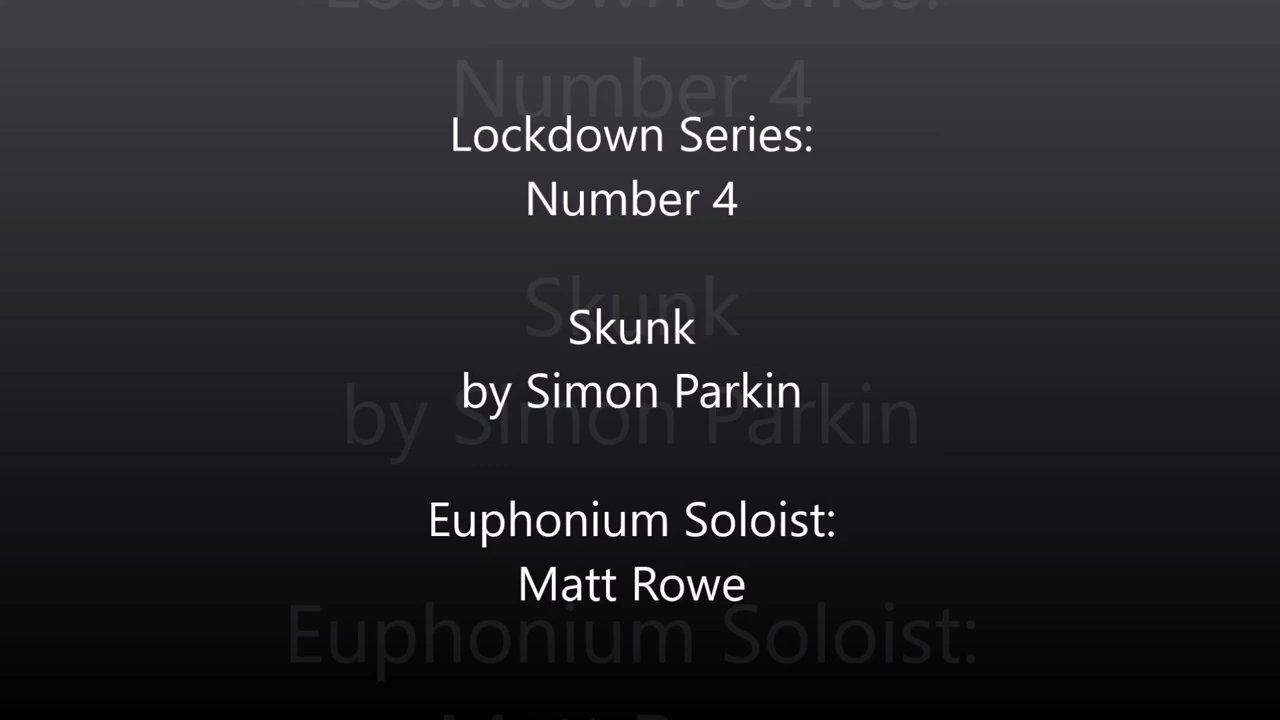 Lockdown Series:
Number 4
Skunk
by Simon Parkin
Euphonium Soloist:
Matt Rowe